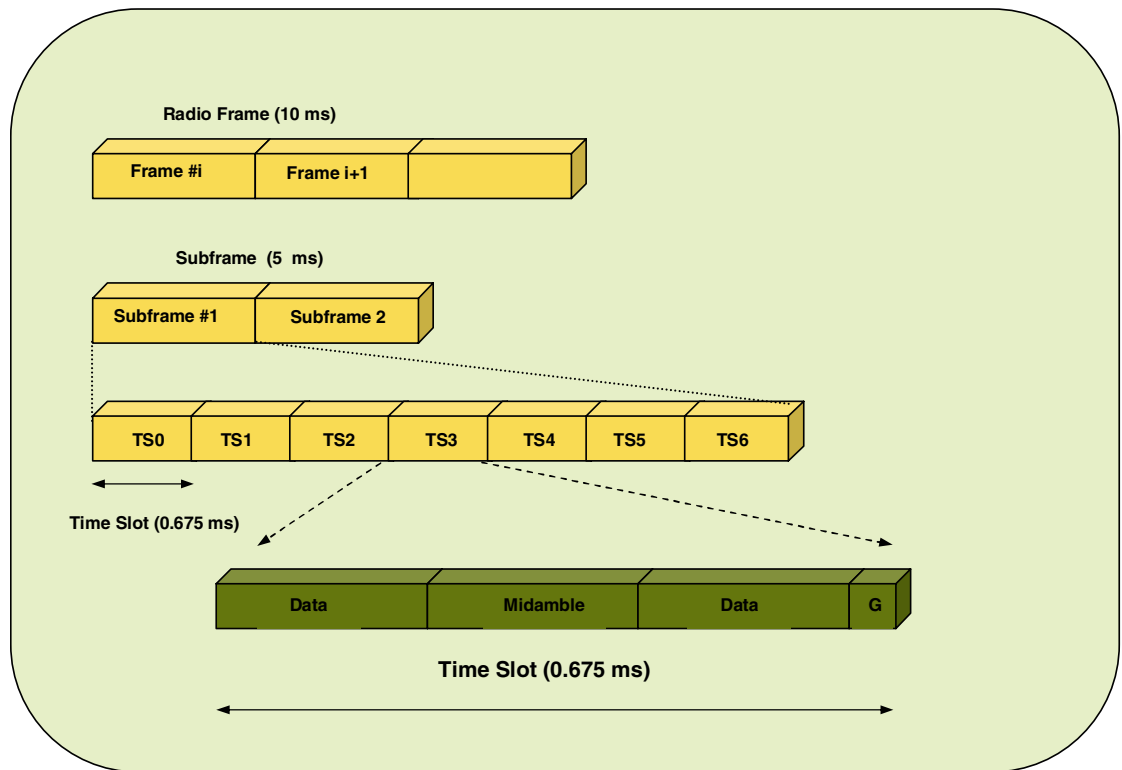 Radio Frame (10 ms)
Frame #i Frame i+1
Subframe (5 ms)
Subframe #1 Subframe 2
TS0 TS1 TS2 TS3 TS4 TS5 TS6
Time Slot (0.675 ms)
Data Midamble Data G
Time Slot (0.675 ms)